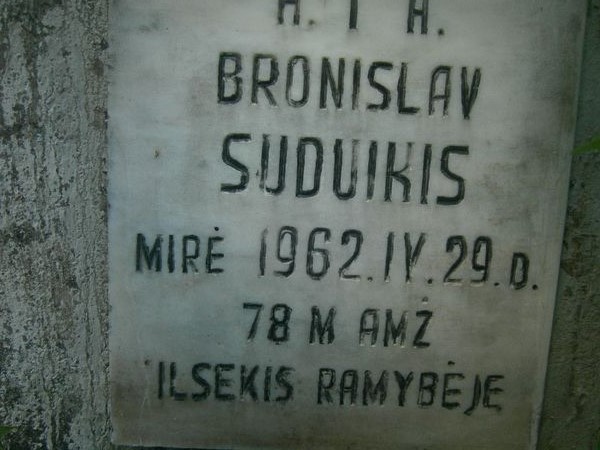 A. † A.
BRONISLAV
SUDUIKIS
MIRĖ 1962.IV.29.D.
78 M AMŽ
ILSEKIS RAMYBĖJE